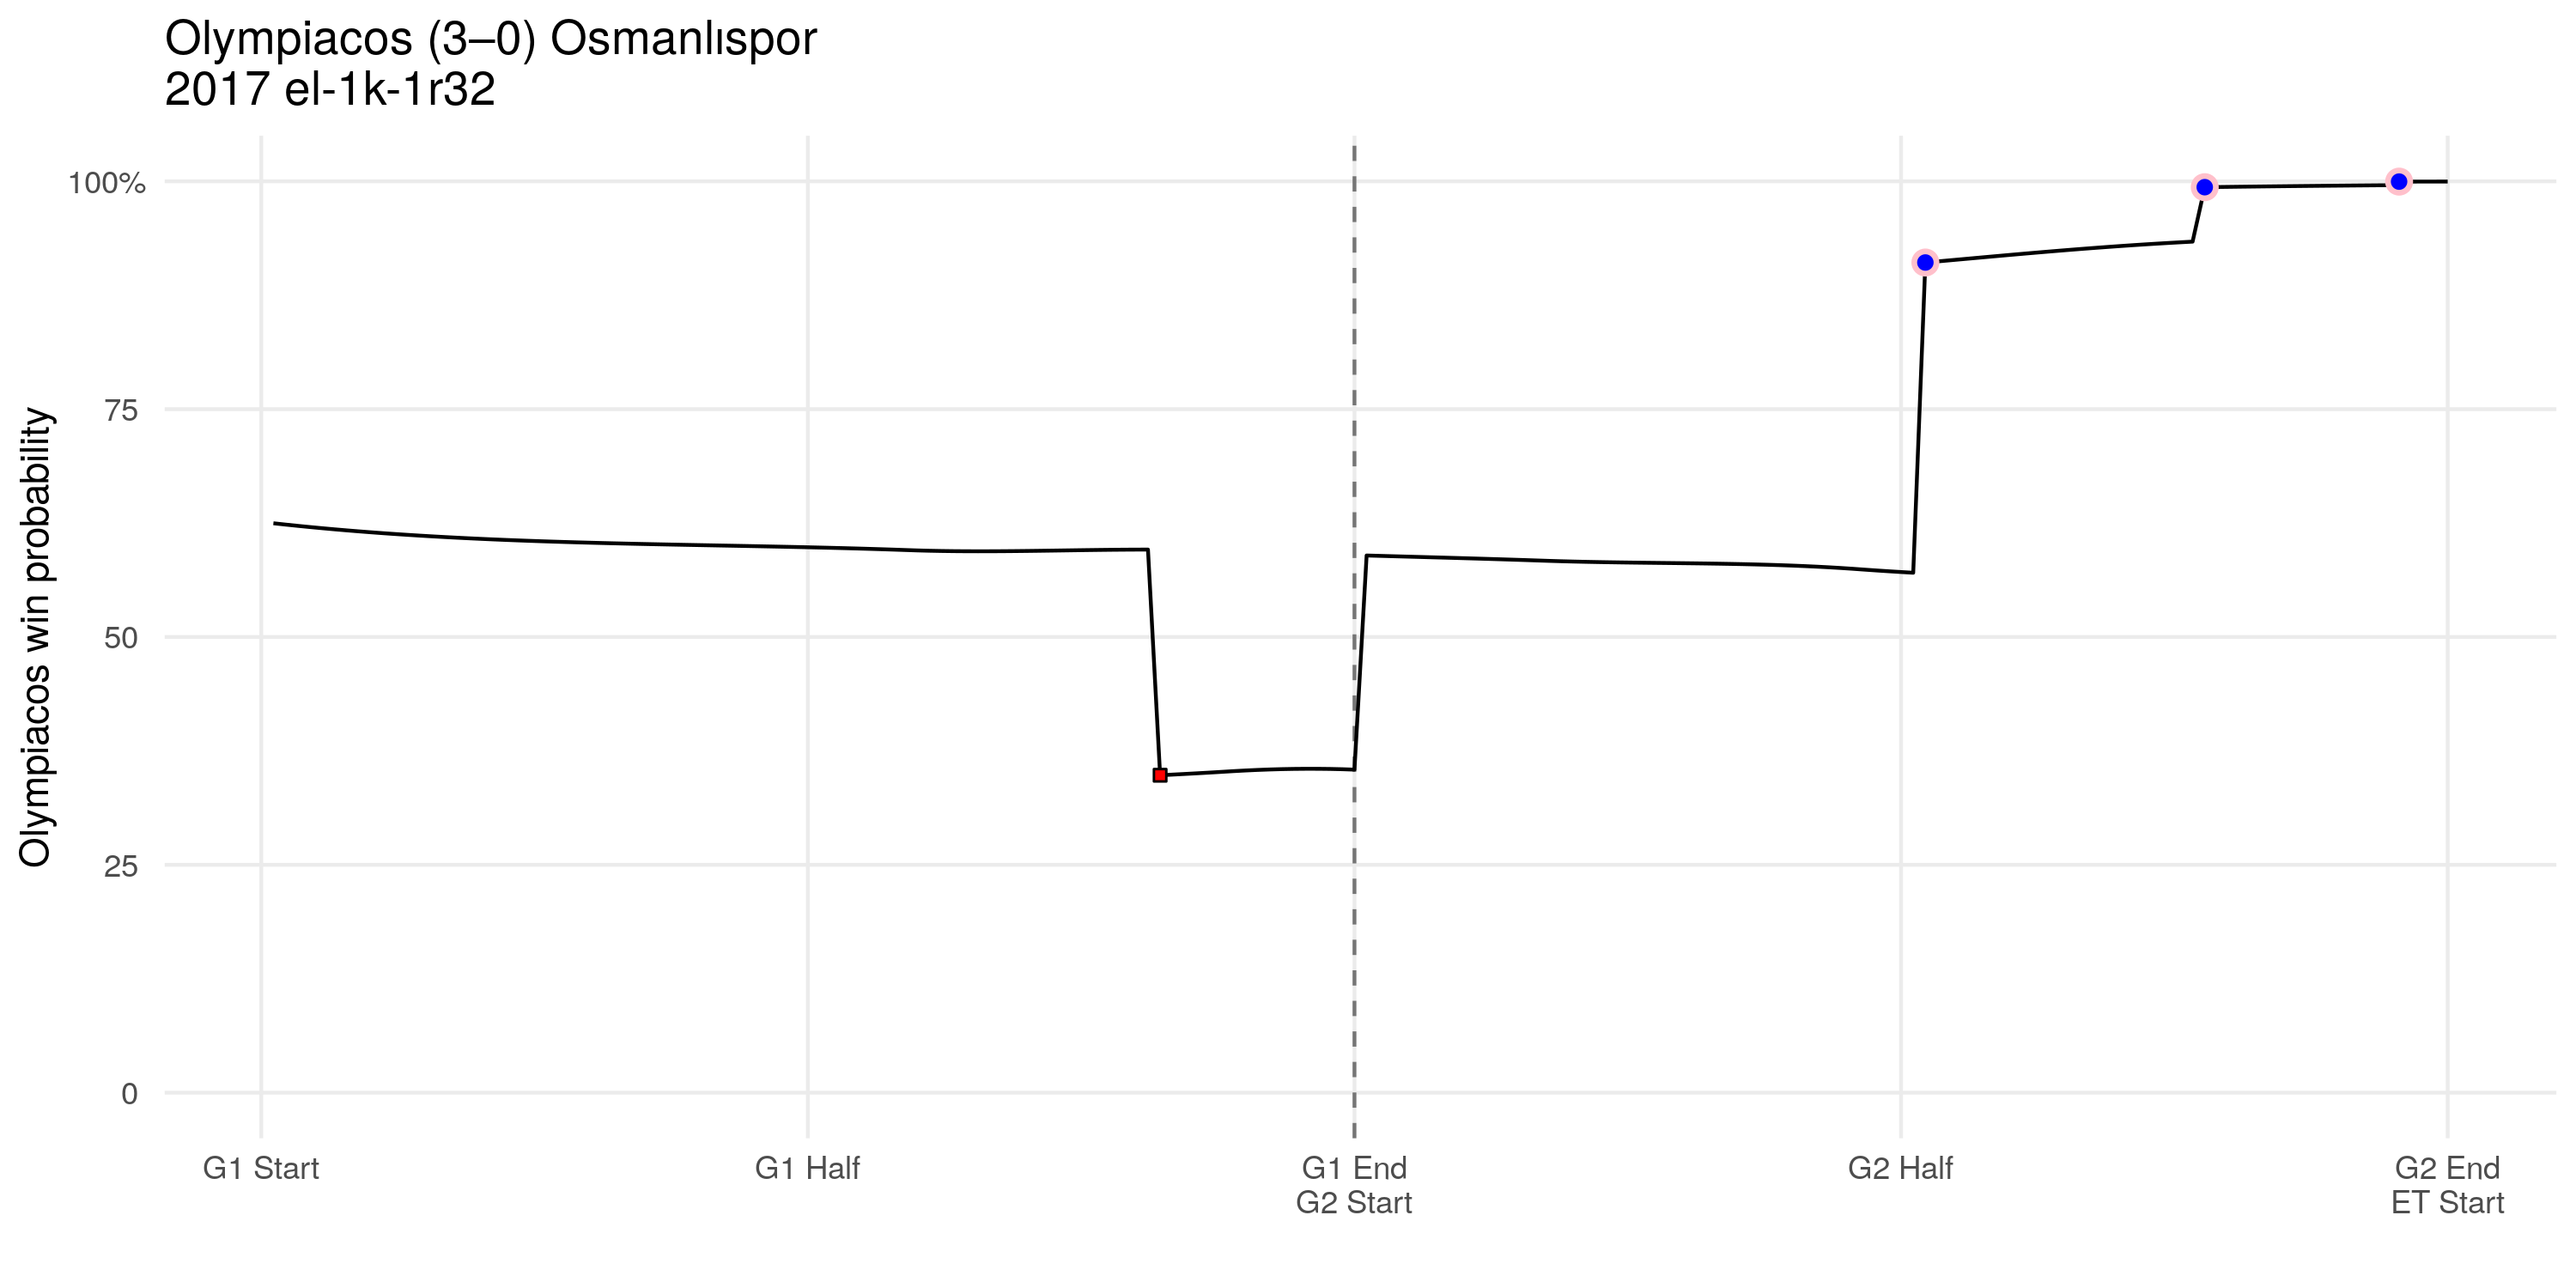 Olympiacos (3–0) Osmanlıspor
2017 el-1k-1r32
Olympiacos win probability
100%
75
50
25
0
G1 Start
G1 Half
G1 End
G2 Start
G2 Half
G2 End
ET Start